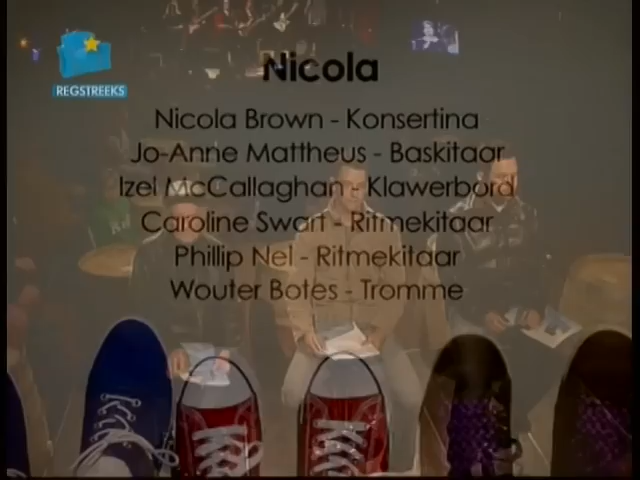 REGSTREEKS
Nicola
Nicola Brown - Konsertina
Jo-Anne Mattheus - Baskitaar
Izel McCallaghan - Klawerbord
Caroline Swart - Ritmekitaar
Phillip Nel - Ritmekitaar
Wouter Botes - Tromme